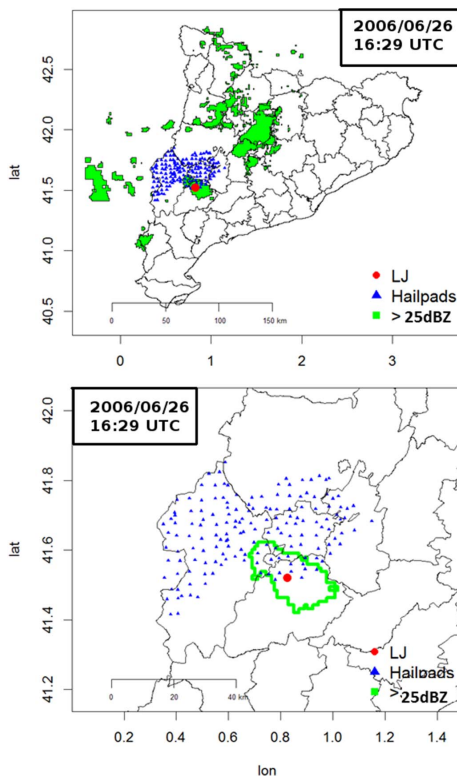 2006/06/26
16:29 UTC
lat
42.5
42.0
41.5
41.0
40.5
LJ
Hailpads
> 25dBZ
0 50 100 150 km
0 1 2 3
2006/06/26
16:29 UTC
lat
42.0
41.8
41.6
41.4
41.2
LJ
Hailpads
> 25dBZ
0 20 40 km
0.2 0.4 0.6 0.8 1.0 1.2 1.4
lon